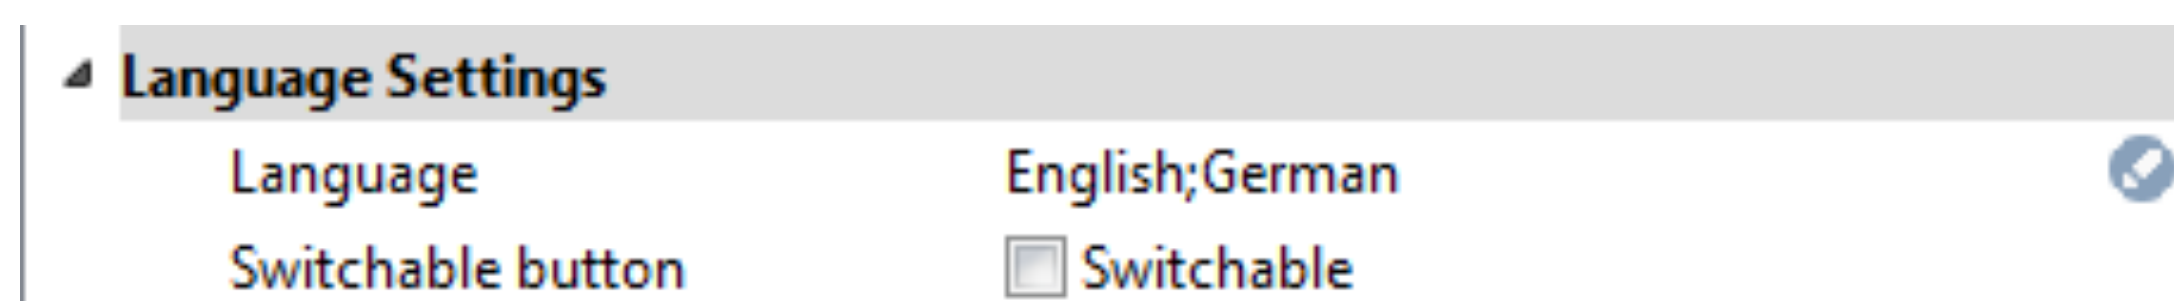 Language Settings
Language English;German
Switchable button Switchable